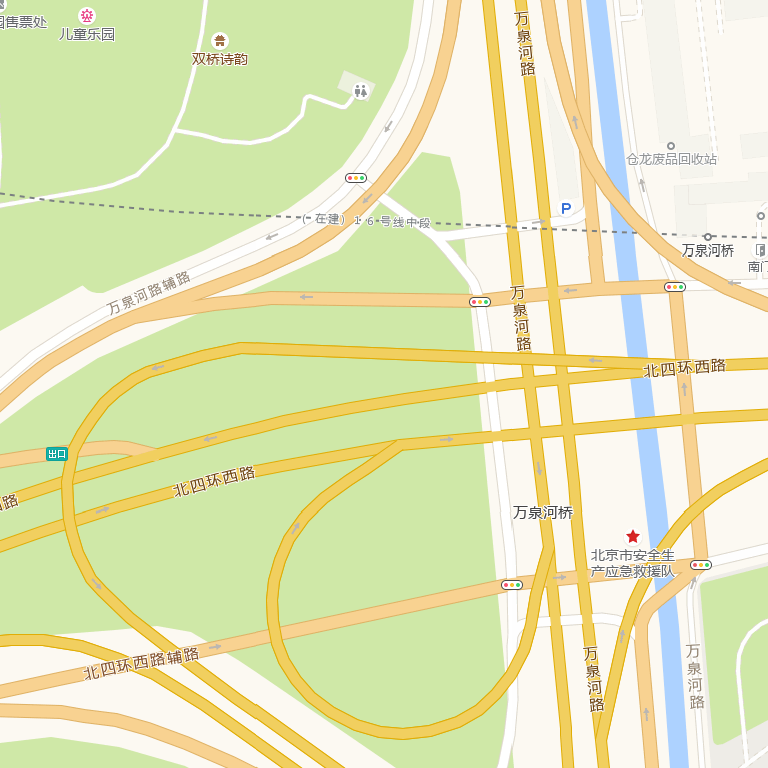 园售票处
儿童乐园
双桥诗韵
万泉河路
仓龙废品回收站
P
(在建) 16号线中段
万泉河桥
南门
万泉河路辅路
万泉河路
北四环西路
出口
北四环西路
路
万泉河桥
北京市安全生
产应急救援队
北四环西路辅路
万泉河路
万泉河路